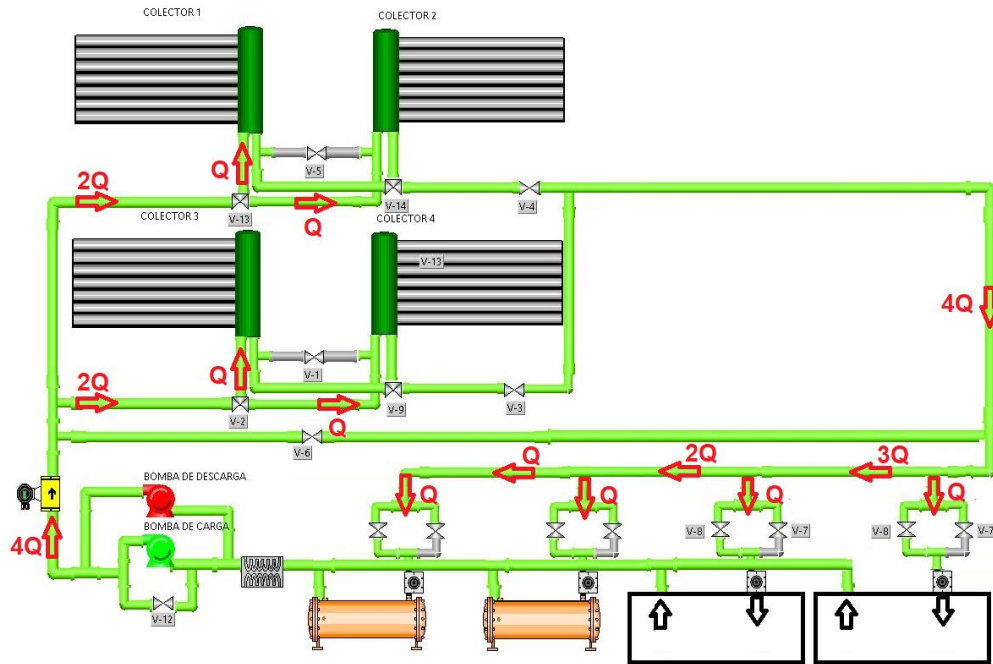 COLECTOR 1
COLECTOR 2
V-5
Q
2Q
V-13
Q
V-14
V-4
COLECTOR 3
COLECTOR 4
V-13
4Q
Q
V-1
2Q
V-2
Q
V-9
V-3
V-6
Q
2Q
3Q
BOMBA DE DESCARGA
Q
Q
Q
Q
BOMBA DE CARGA
V-8
V-7
V-8
V-7
4Q
V-12